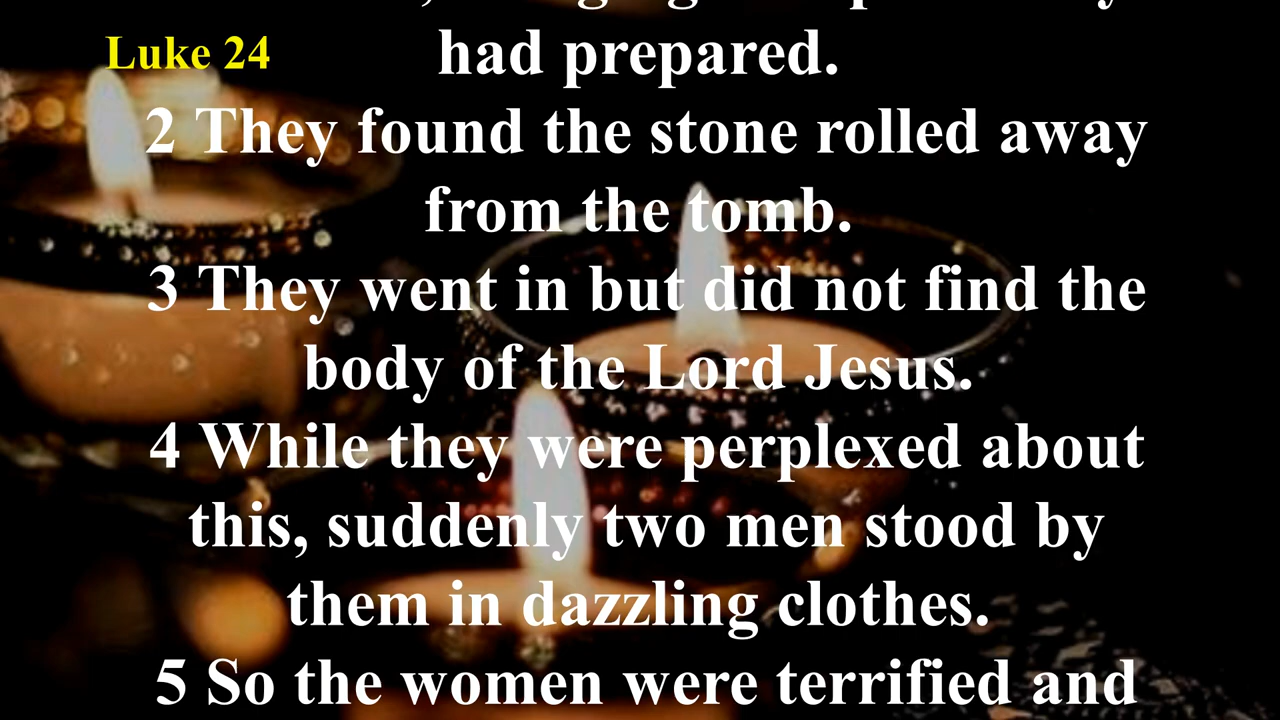 Luke 24
had prepared.
2 They found the stone rolled away
from the tomb.
3 They went in but did not find the
body of the Lord Jesus.
4 While they were perplexed about
this, suddenly two men stood by
them in dazzling clothes.
5 So the women were terrified and